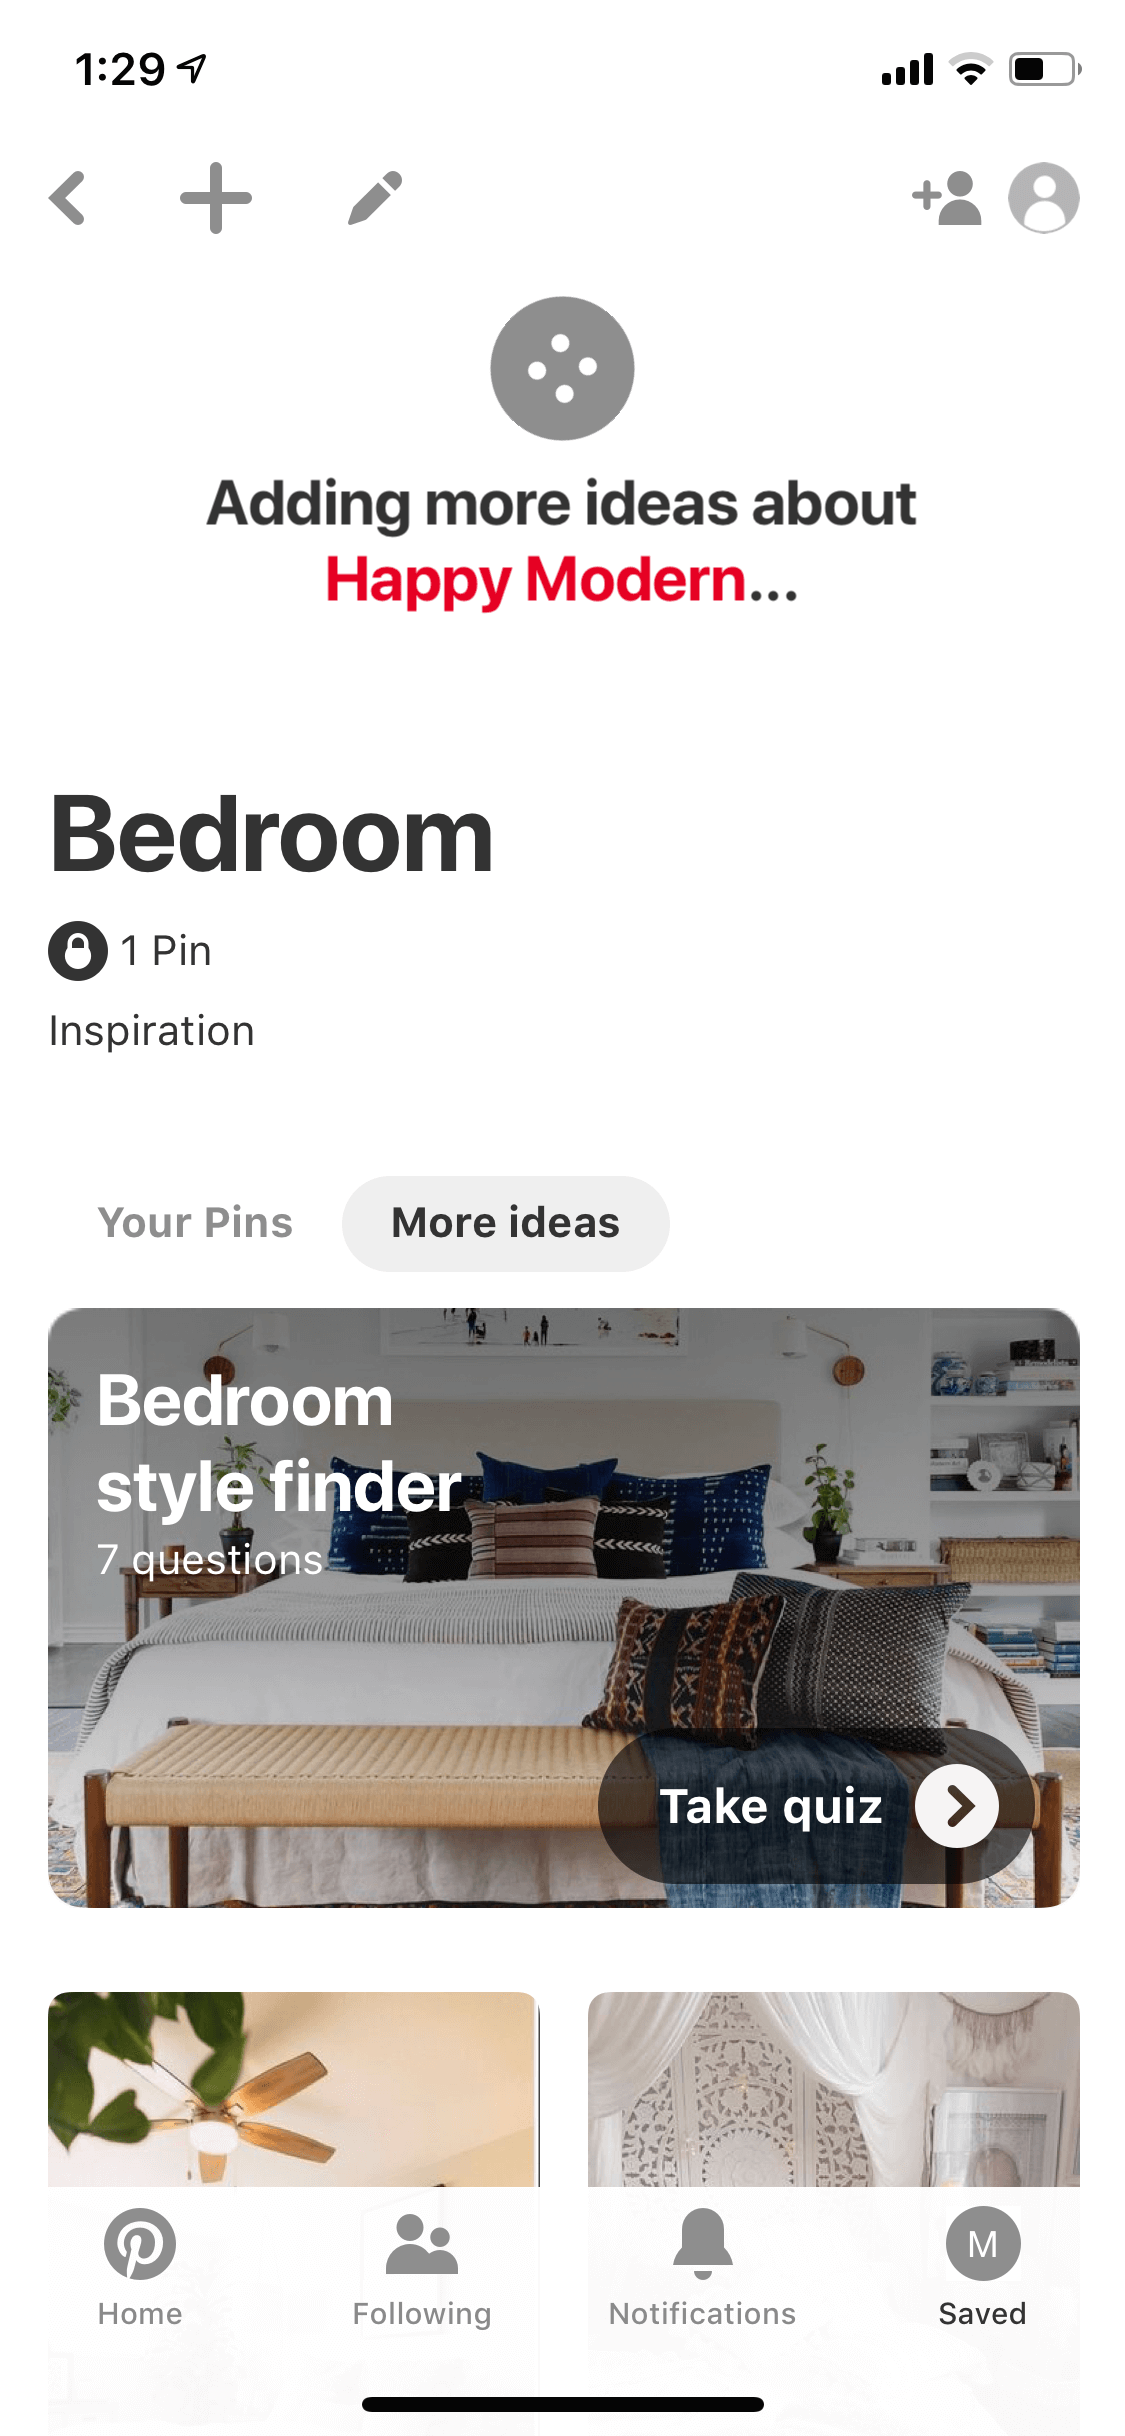 1:29
Adding more ideas about
Happy Modern...
Bedroom
1 Pin
Inspiration
Your Pins
More ideas
Bedroom
style finder
7 questions
Take quiz
Home
Following
Notifications
M
Saved